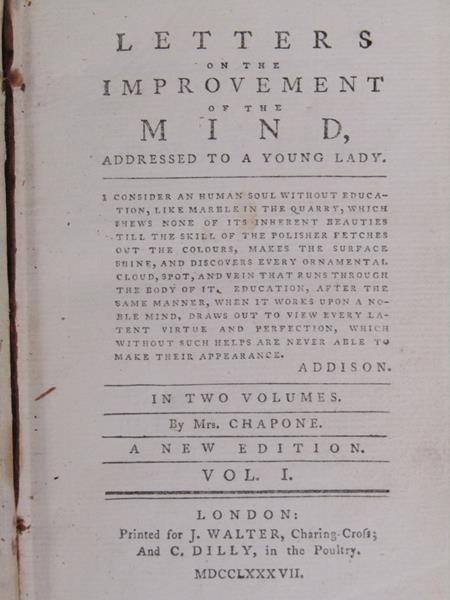 LETTERS
ON THE
IMPROVEMENT
OF THE
MIND,
ADDRESSED TO A YOUNG LADY.
I CONSIDER AN HUMAN SOUL WITHOUT EDUCA-
TION, LIKE MARBLE IN THE QUARRY, WHICH
SHEWS NONE OF ITS INHERENT BEAUTIES
TILL THE SKILL OF THE POLISHER FETCHES
OUT THE COLOURS, MAKES THE SURFACE
SHINE, AND DISCOVERS EVERY ORNAMENTAL
CLOUD, SPOT, AND VEIN THAT RUNS THROUGH
THE BODY OF IT. EDUCATION, AFTER THE
SAME MANNER, WHEN IT WORKS UPON A NO-
BLE MIND, DRAWS OUT TO VIEW EVERY LA-
TENT VIRTUE AND PERFECTION, WHICH
WITHOUT SUCH HELPS ARE NEVER ABLE TO
MAKE THEIR APPEARANCE.
ADDISON.
IN TWO VOLUMES.
By Mrs. CHAPONE.
A NEW EDITION.
VOL. I.
LONDON:
Printed for J. WALTER, Charing-Croſs;
And C. DILLY, in the Poultry.
MDCCLXXXVII.